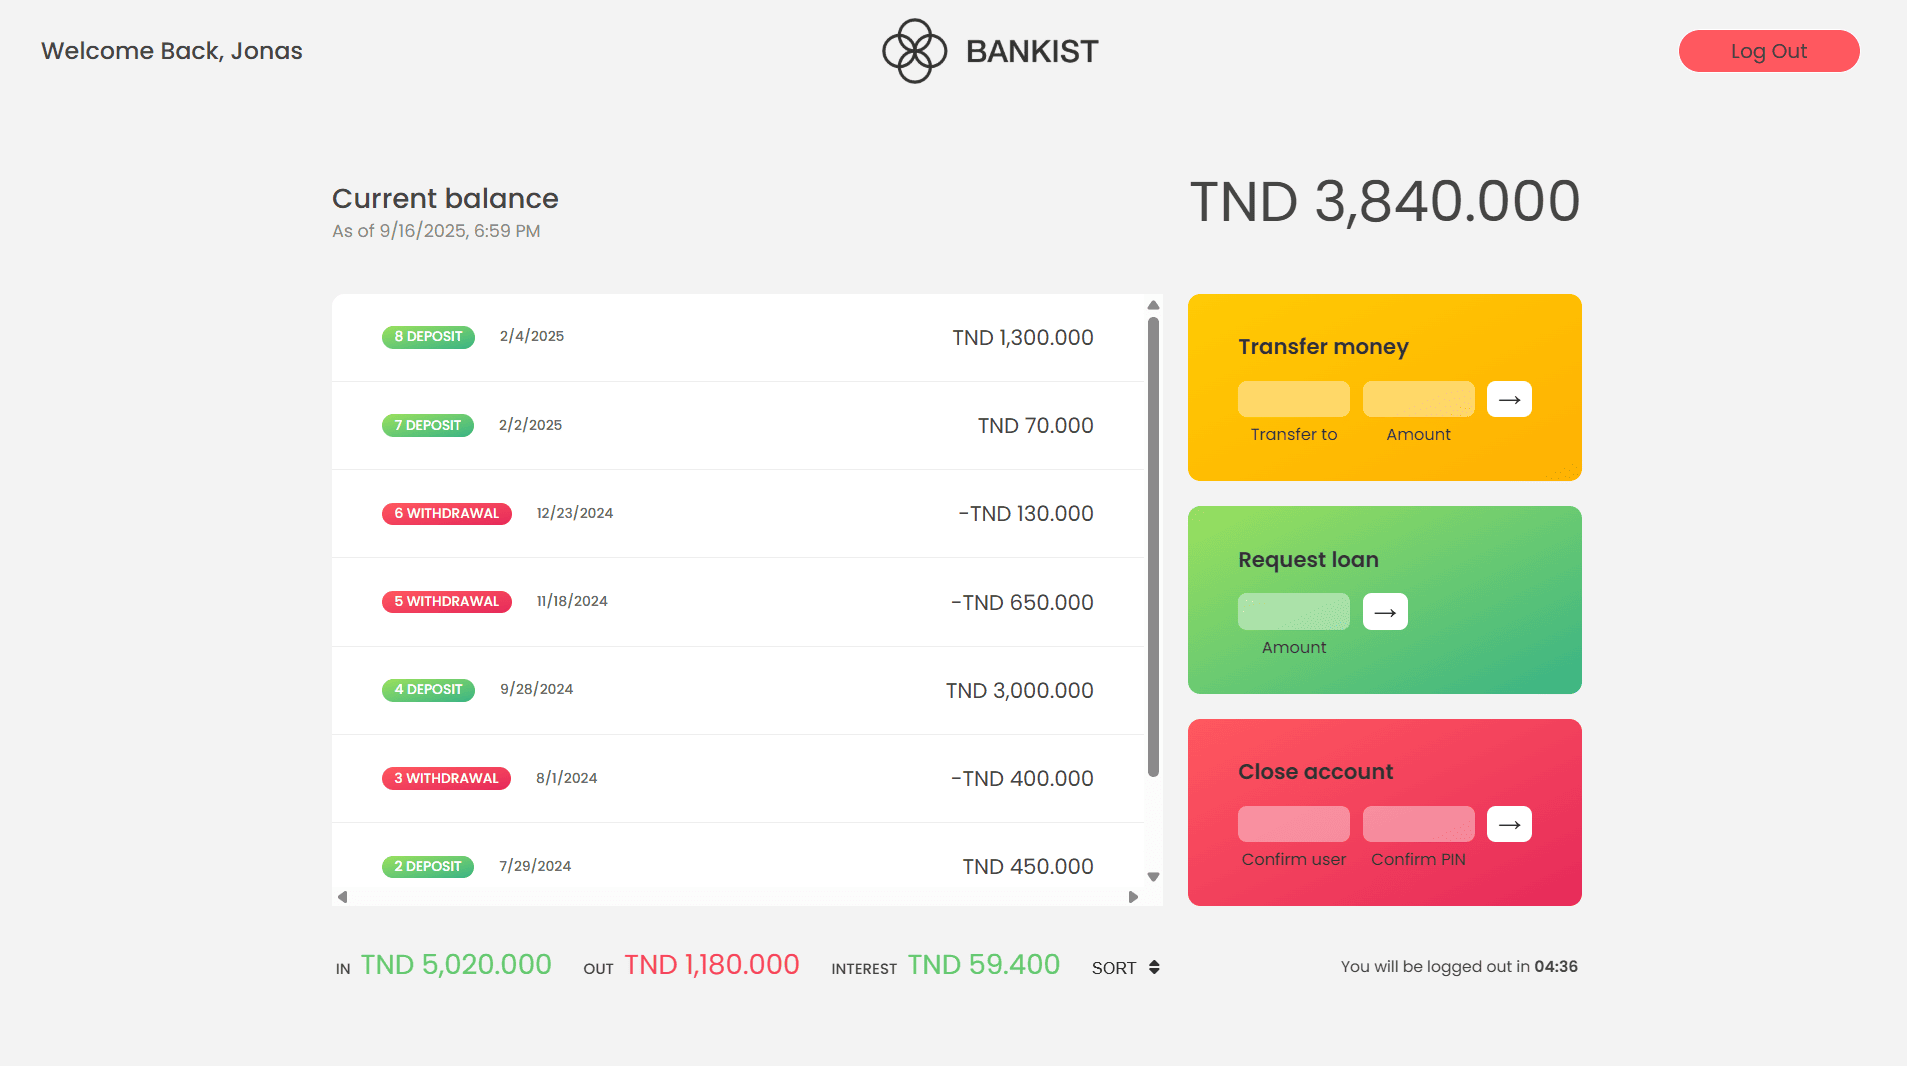 Welcome Back, Jonas
BANKIST
Log Out
Current balance
As of 9/16/2025, 6:59 PM
TND 3,840.000
8 DEPOSIT 2/4/2025 TND 1,300.000
7 DEPOSIT 2/2/2025 TND 70.000
6 WITHDRAWAL 12/23/2024 -TND 130.000
5 WITHDRAWAL 11/18/2024 -TND 650.000
4 DEPOSIT 9/28/2024 TND 3,000.000
3 WITHDRAWAL 8/1/2024 -TND 400.000
2 DEPOSIT 7/29/2024 TND 450.000
Transfer money
→
Transfer to Amount
Request loan
→
Amount
Close account
→
Confirm user Confirm PIN
IN TND 5,020.000 OUT TND 1,180.000 INTEREST TND 59.400 SORT
You will be logged out in 04:36